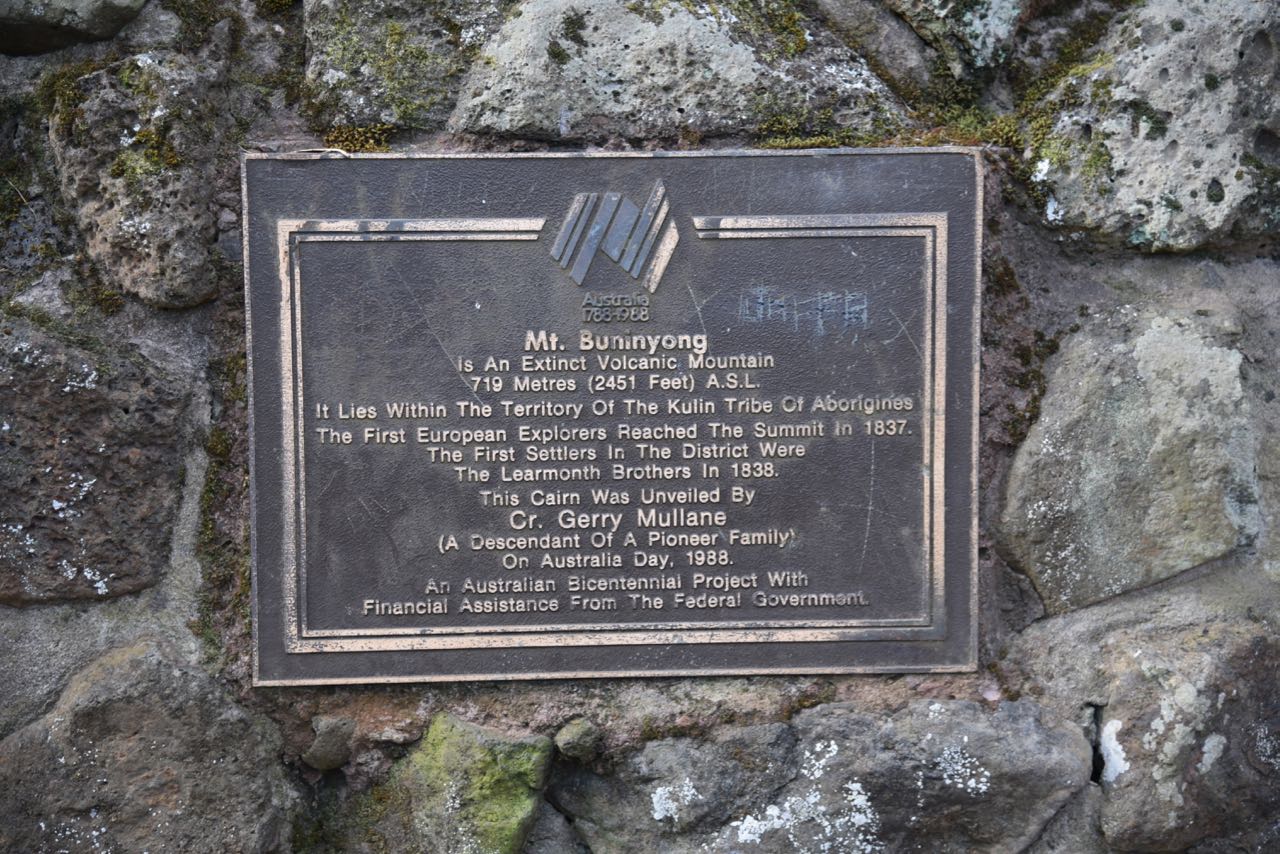 Australia
1788-1988
Mt. Buninyong
Is An Extinct Volcanic Mountain
719 Metres (2451 Feet) A.S.L.
It Lies Within The Territory Of The Kulin Tribe Of Aborigines
The First European Explorers Reached The Summit In 1837.
The First Settlers In The District Were
The Learmonth Brothers In 1838.
This Cairn Was Unveiled By
Cr. Gerry Mullane
(A Descendant Of A Pioneer Family)
On Australia Day, 1988.
An Australian Bicentennial Project With
Financial Assistance From The Federal Government.